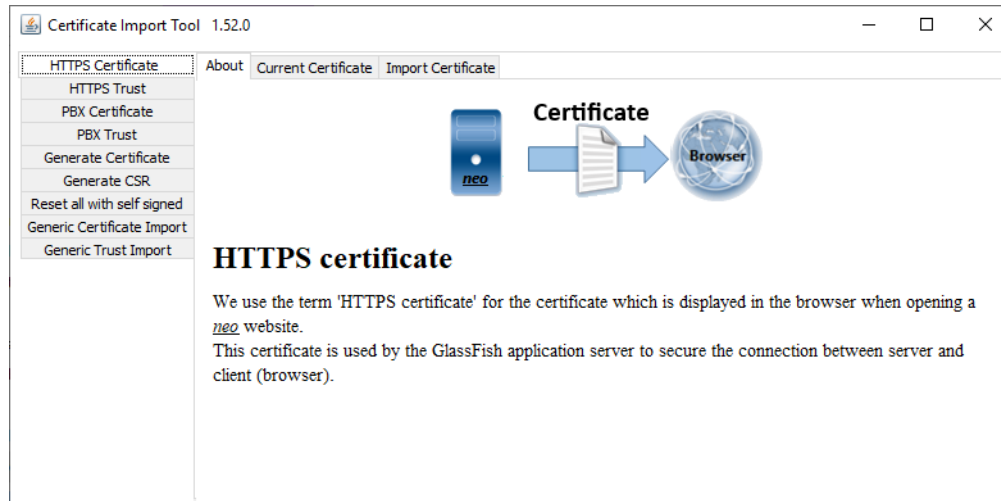 Certificate Import Tool 1.52.0
HTTPS Certificate
HTTPS Trust
PBX Certificate
PBX Trust
Generate Certificate
Generate CSR
Reset all with self signed
Generic Certificate Import
Generic Trust Import
About Current Certificate Import Certificate
Certificate
neo
Browser
HTTPS certificate
We use the term 'HTTPS certificate' for the certificate which is displayed in the browser when opening a
neo website.
This certificate is used by the GlassFish application server to secure the connection between server and
client (browser).